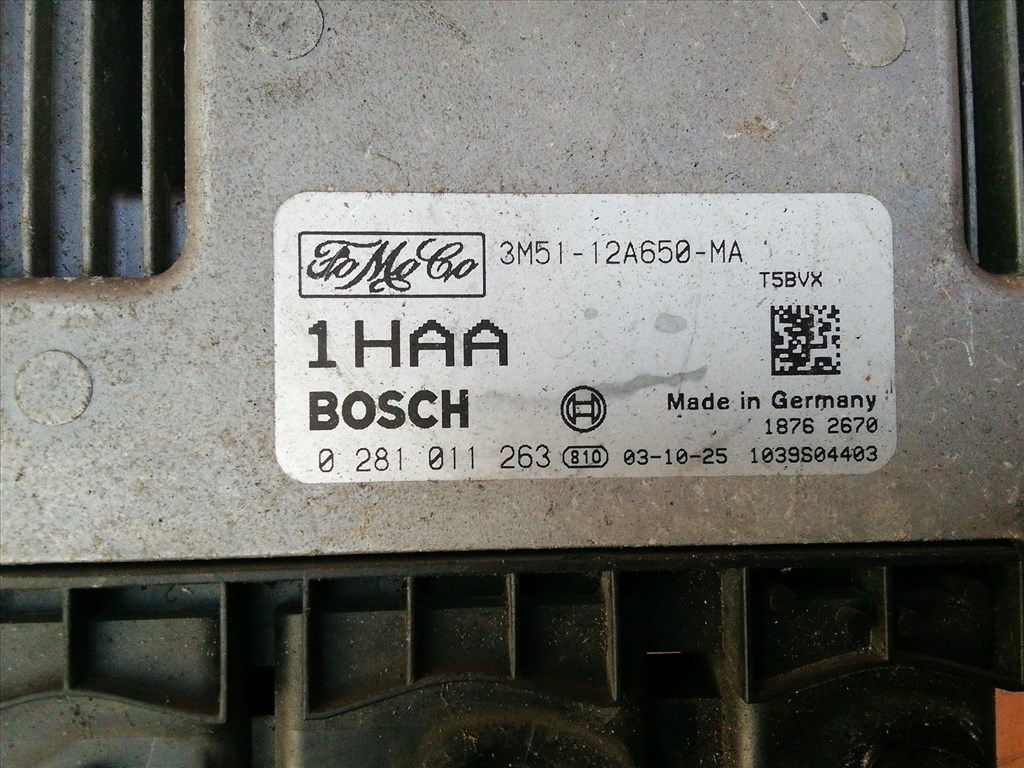 FoMoCo 3M51-12A650-MA
T5BVX
1HAA
BOSCH Made in Germany
1876 2670
0 281 011 263 810 03-10-25 1039S04403